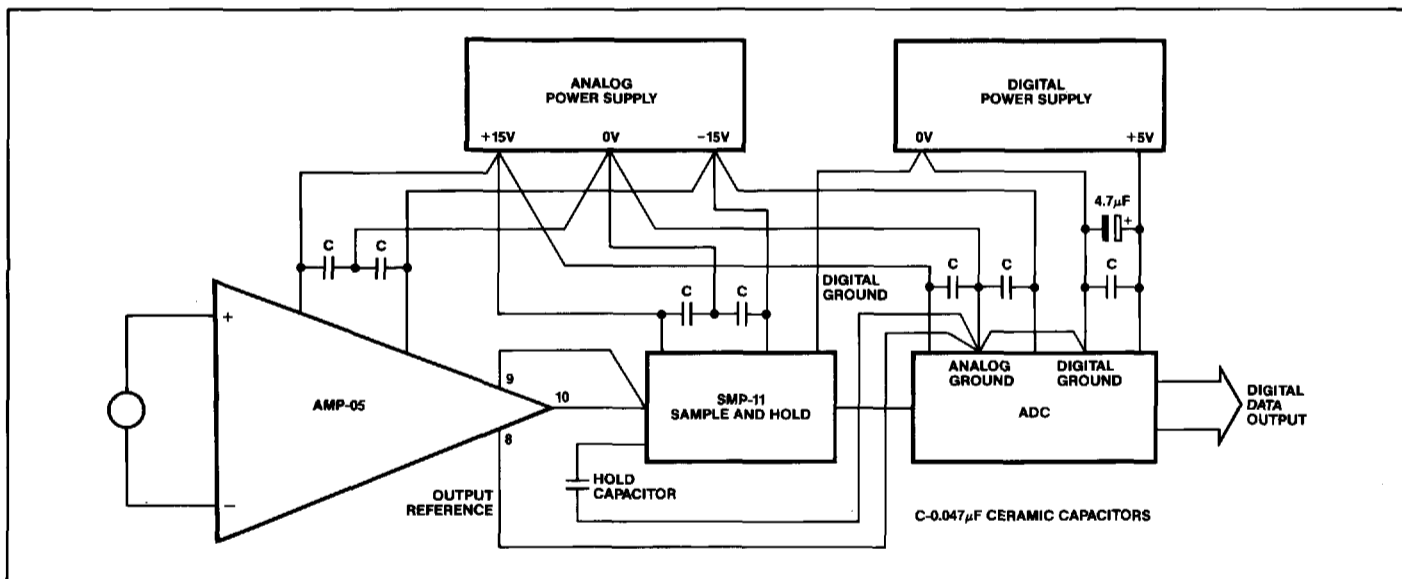 ANALOG
POWER SUPPLY
+15V
0V
-15V
DIGITAL
POWER SUPPLY
0V
+5V
4.7µF
+
C
C
C
C
C
C
C
DIGITAL
GROUND
+
AMP-05
−
9
10
8
OUTPUT
REFERENCE
SMP-11
SAMPLE AND HOLD
HOLD
CAPACITOR
ANALOG
GROUND
DIGITAL
GROUND
ADC
DIGITAL
DATA
OUTPUT
C-0.047µF CERAMIC CAPACITORS